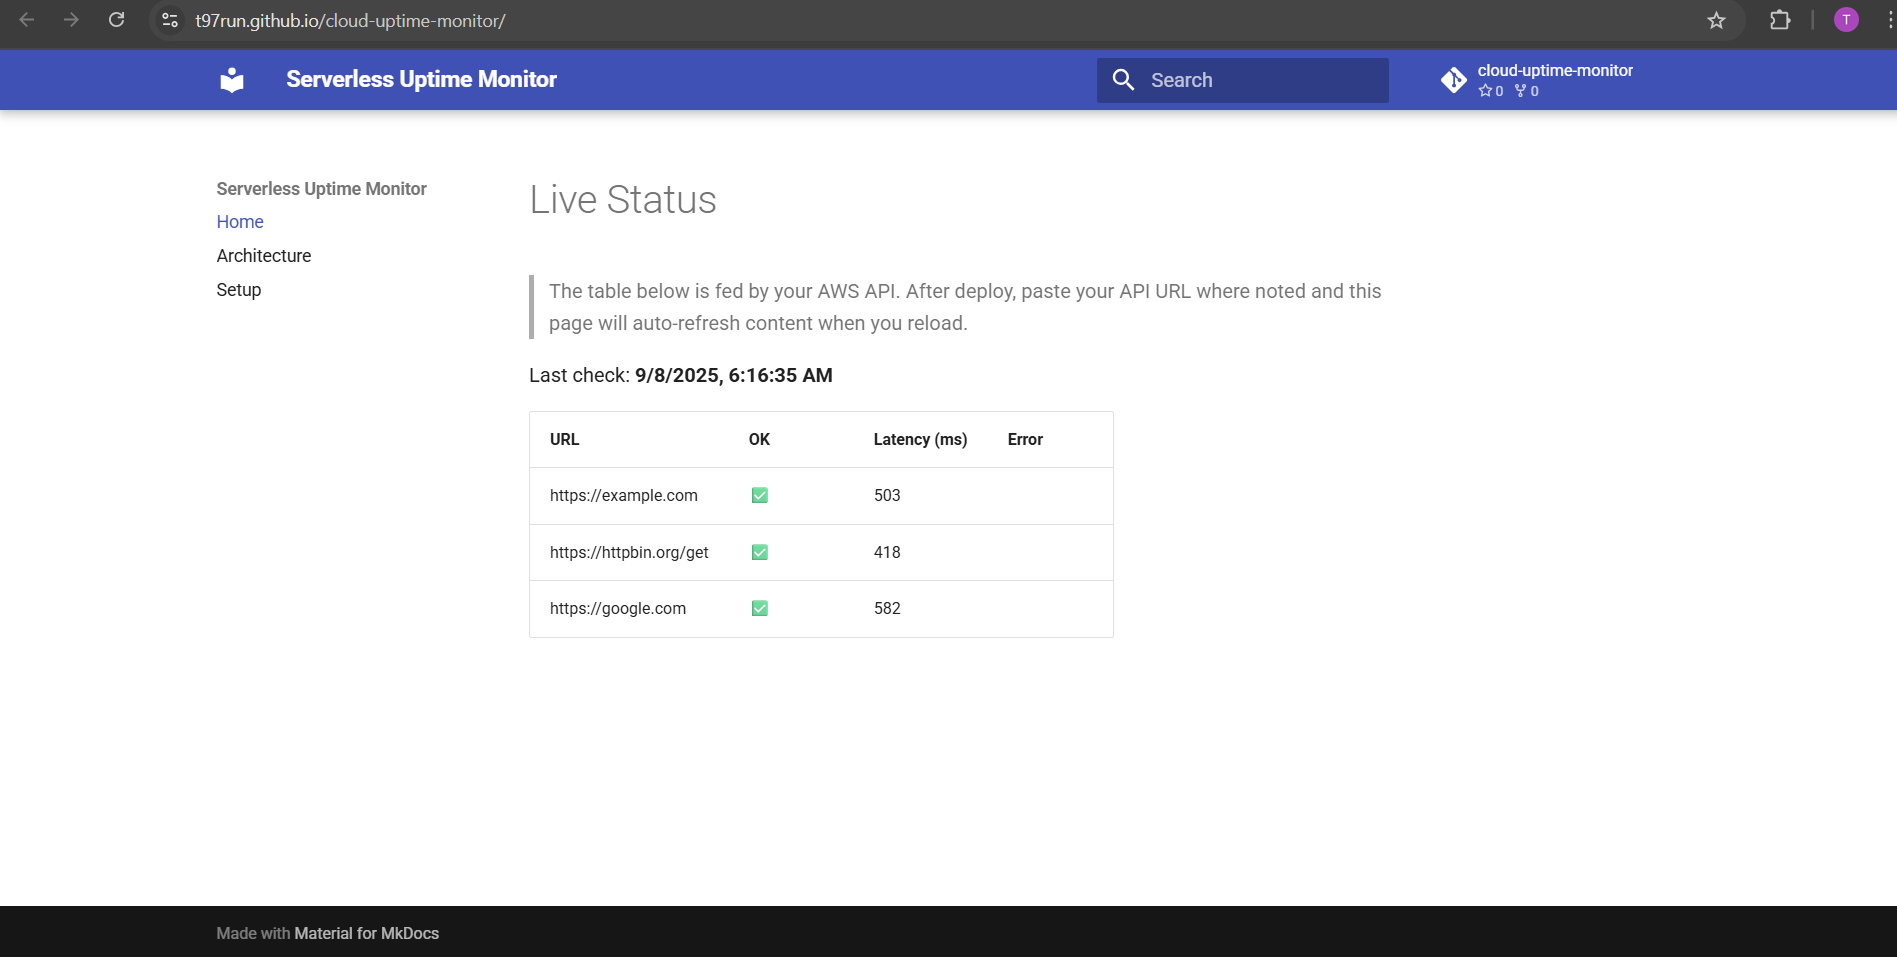 t97run.github.io/cloud-uptime-monitor/
T
Serverless Uptime Monitor
Search
cloud-uptime-monitor
0 0
Serverless Uptime Monitor
Home
Architecture
Setup
Live Status
The table below is fed by your AWS API. After deploy, paste your API URL where noted and this
page will auto-refresh content when you reload.
Last check: 9/8/2025, 6:16:35 AM
URL OK Latency (ms) Error
https://example.com ✅ 503
https://httpbin.org/get ✅ 418
https://google.com ✅ 582
Made with Material for MkDocs